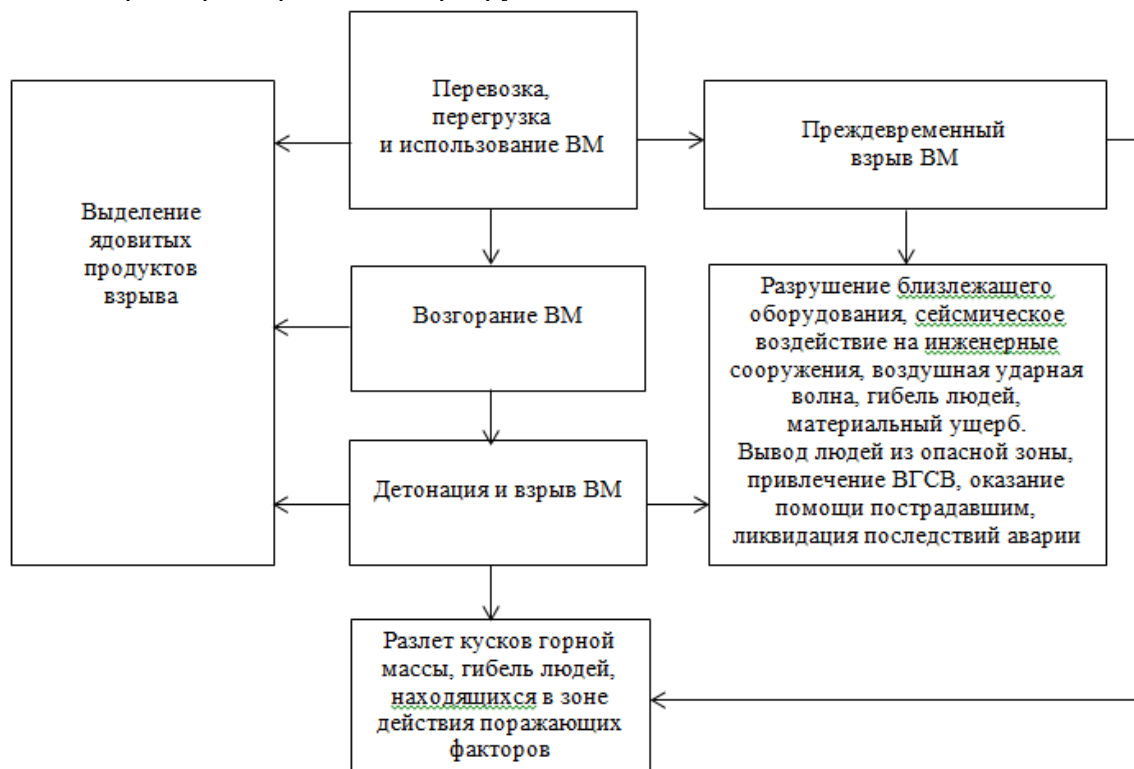 Перевозка,
перегрузка
и использование ВМ
Преждевременный
взрыв ВМ
Выделение
ядовитых
продуктов
взрыва
Возгорание ВМ
Разрушение близлежащего
оборудования, сейсмическое
воздействие на инженерные
сооружения, воздушная ударная
волна, гибель людей,
материальный ущерб.
Вывод людей из опасной зоны,
привлечение ВГСВ, оказание
помощи пострадавшим,
ликвидация последствий аварии
Детонация и взрыв ВМ
Разлет кусков горной
массы, гибель людей,
находящихся в зоне
действия поражающих
факторов